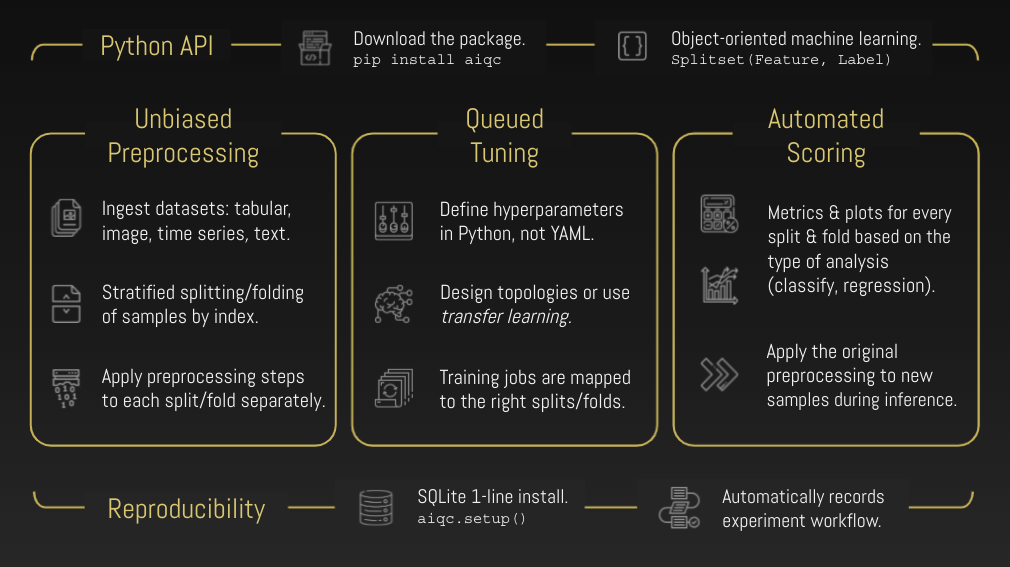 Python API
Download the package.
pip install aiqc
Object-oriented machine learning.
Splitset(Feature, Label)
Unbiased
Preprocessing
Ingest datasets: tabular,
image, time series, text.
Stratified splitting/folding
of samples by index.
Apply preprocessing steps
to each split/fold separately.
Queued
Tuning
Define hyperparameters
in Python, not YAML.
Design topologies or use
transfer learning.
Training jobs are mapped
to the right splits/folds.
Automated
Scoring
Metrics & plots for every
split & fold based on the
type of analysis
(classify, regression).
Apply the original
preprocessing to new
samples during inference.
Reproducibility
SQLite 1-line install.
aiqc.setup()
Automatically records
experiment workflow.